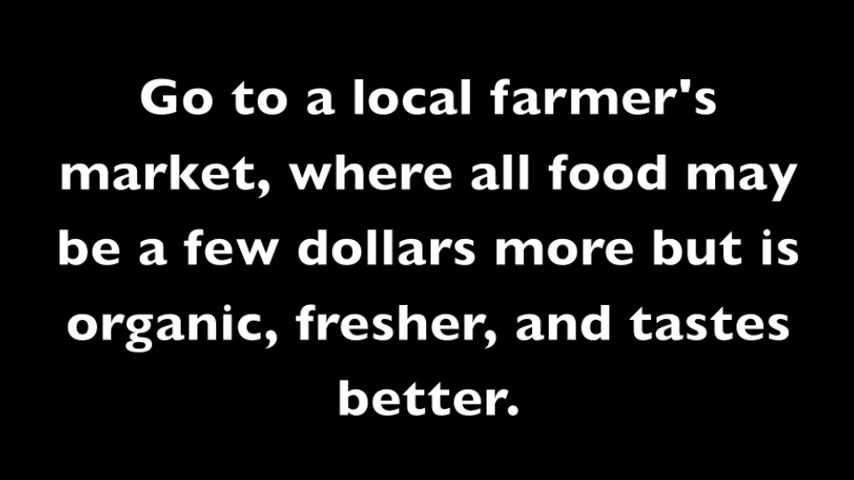 Go to a local farmer's
market, where all food may
be a few dollars more but is
organic, fresher, and tastes
better.